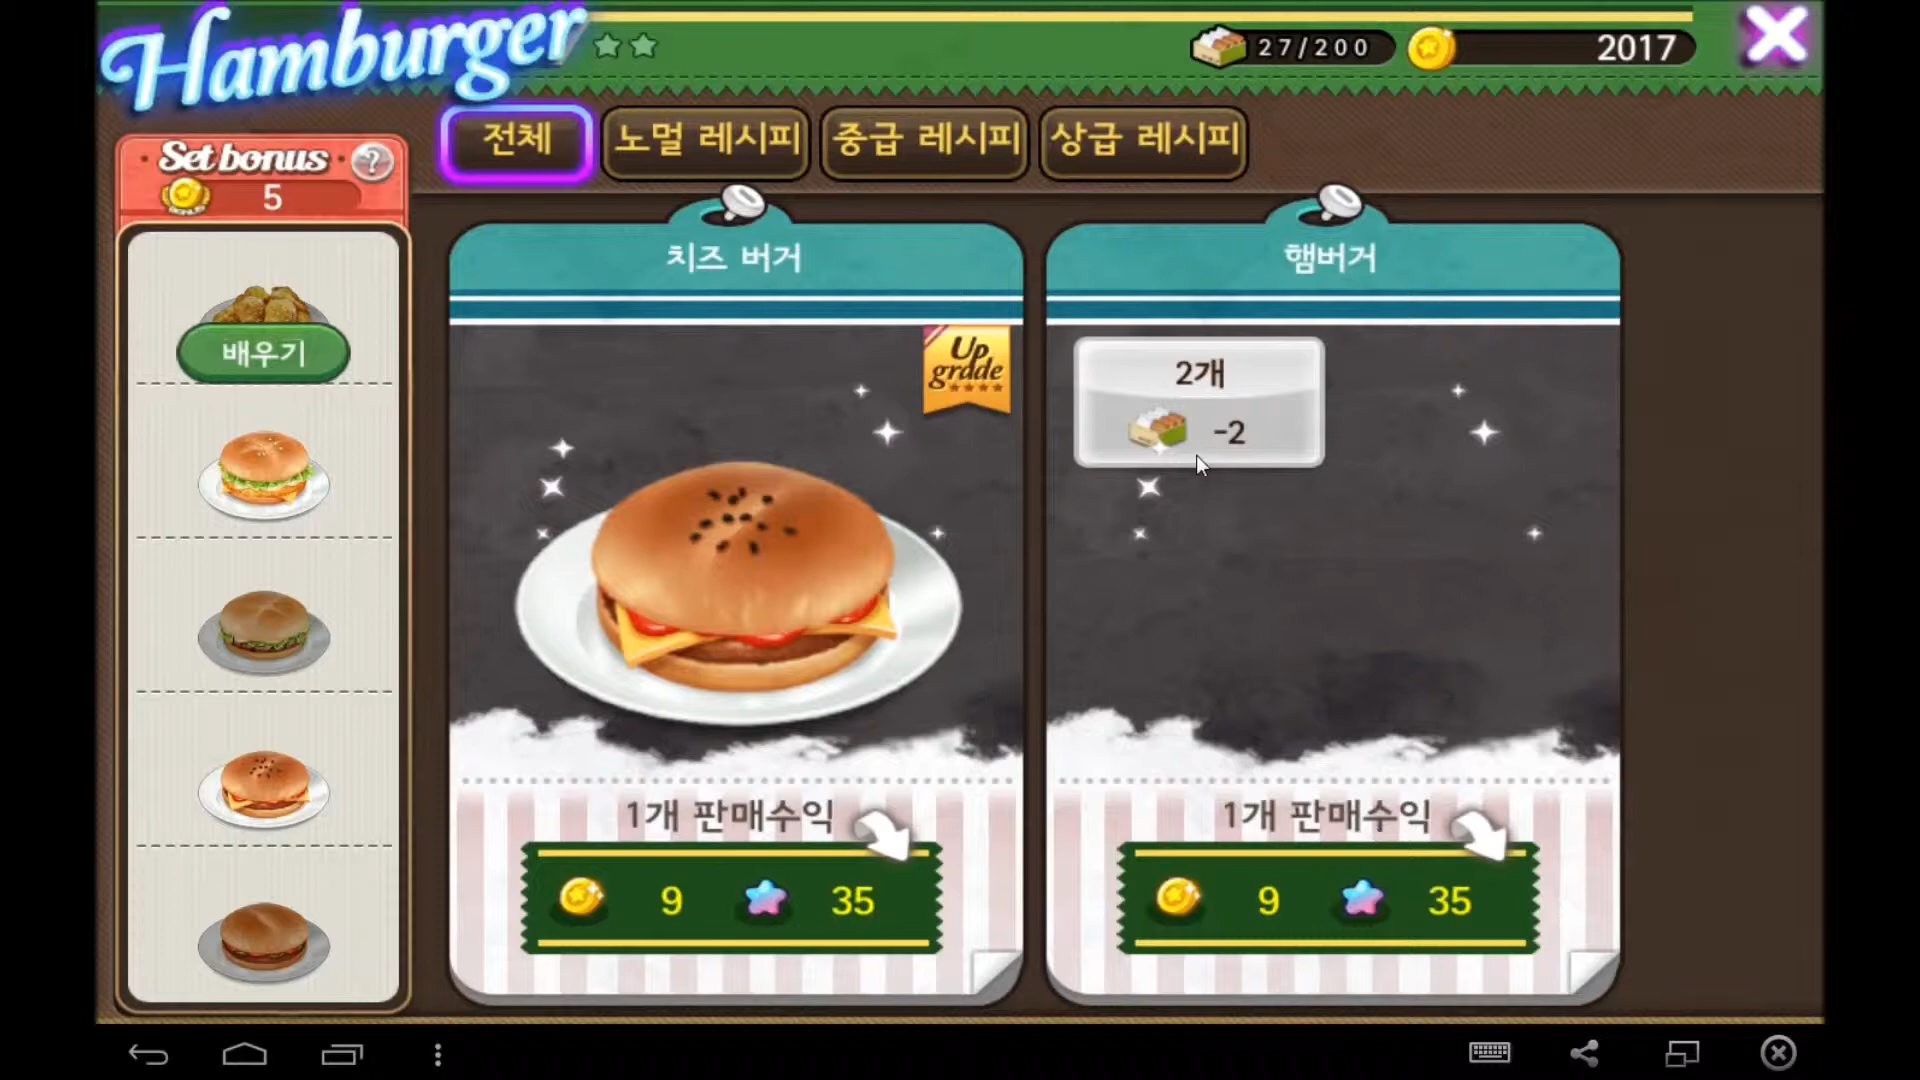 Hamburger
27/200
2017
전체
노멀 레시피
중급 레시피
상급 레시피
Set bonus
?
5
배우기
치즈 버거
Up
grade
1개 판매수익
9
35
햄버거
2개
-2
1개 판매수익
9
35